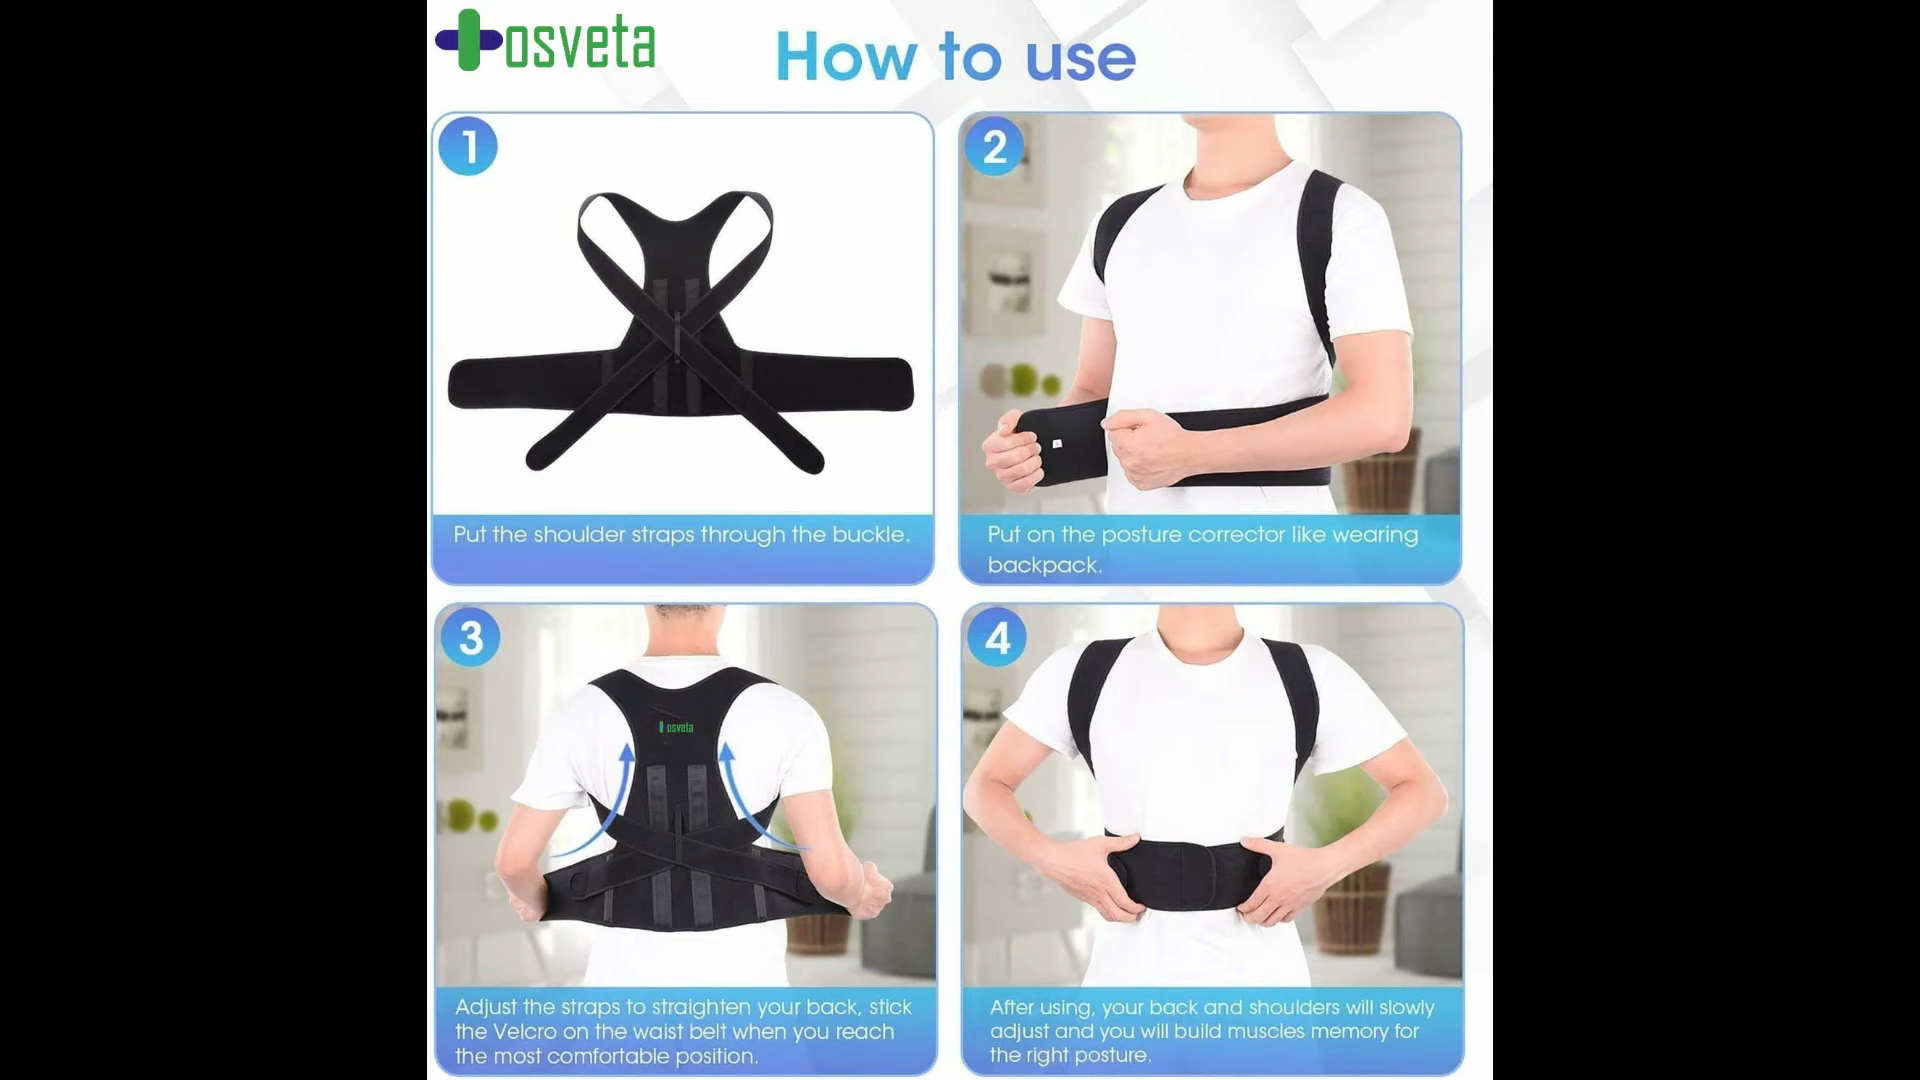 osveta
How to use
1
Put the shoulder straps through the buckle.
2
Put on the posture corrector like wearing
backpack.
3
osveta
Adjust the straps to straighten your back, stick
the Velcro on the waist belt when you reach
the most comfortable position.
4
After using, your back and shoulders will slowly
adjust and you will build muscles memory for
the right posture.